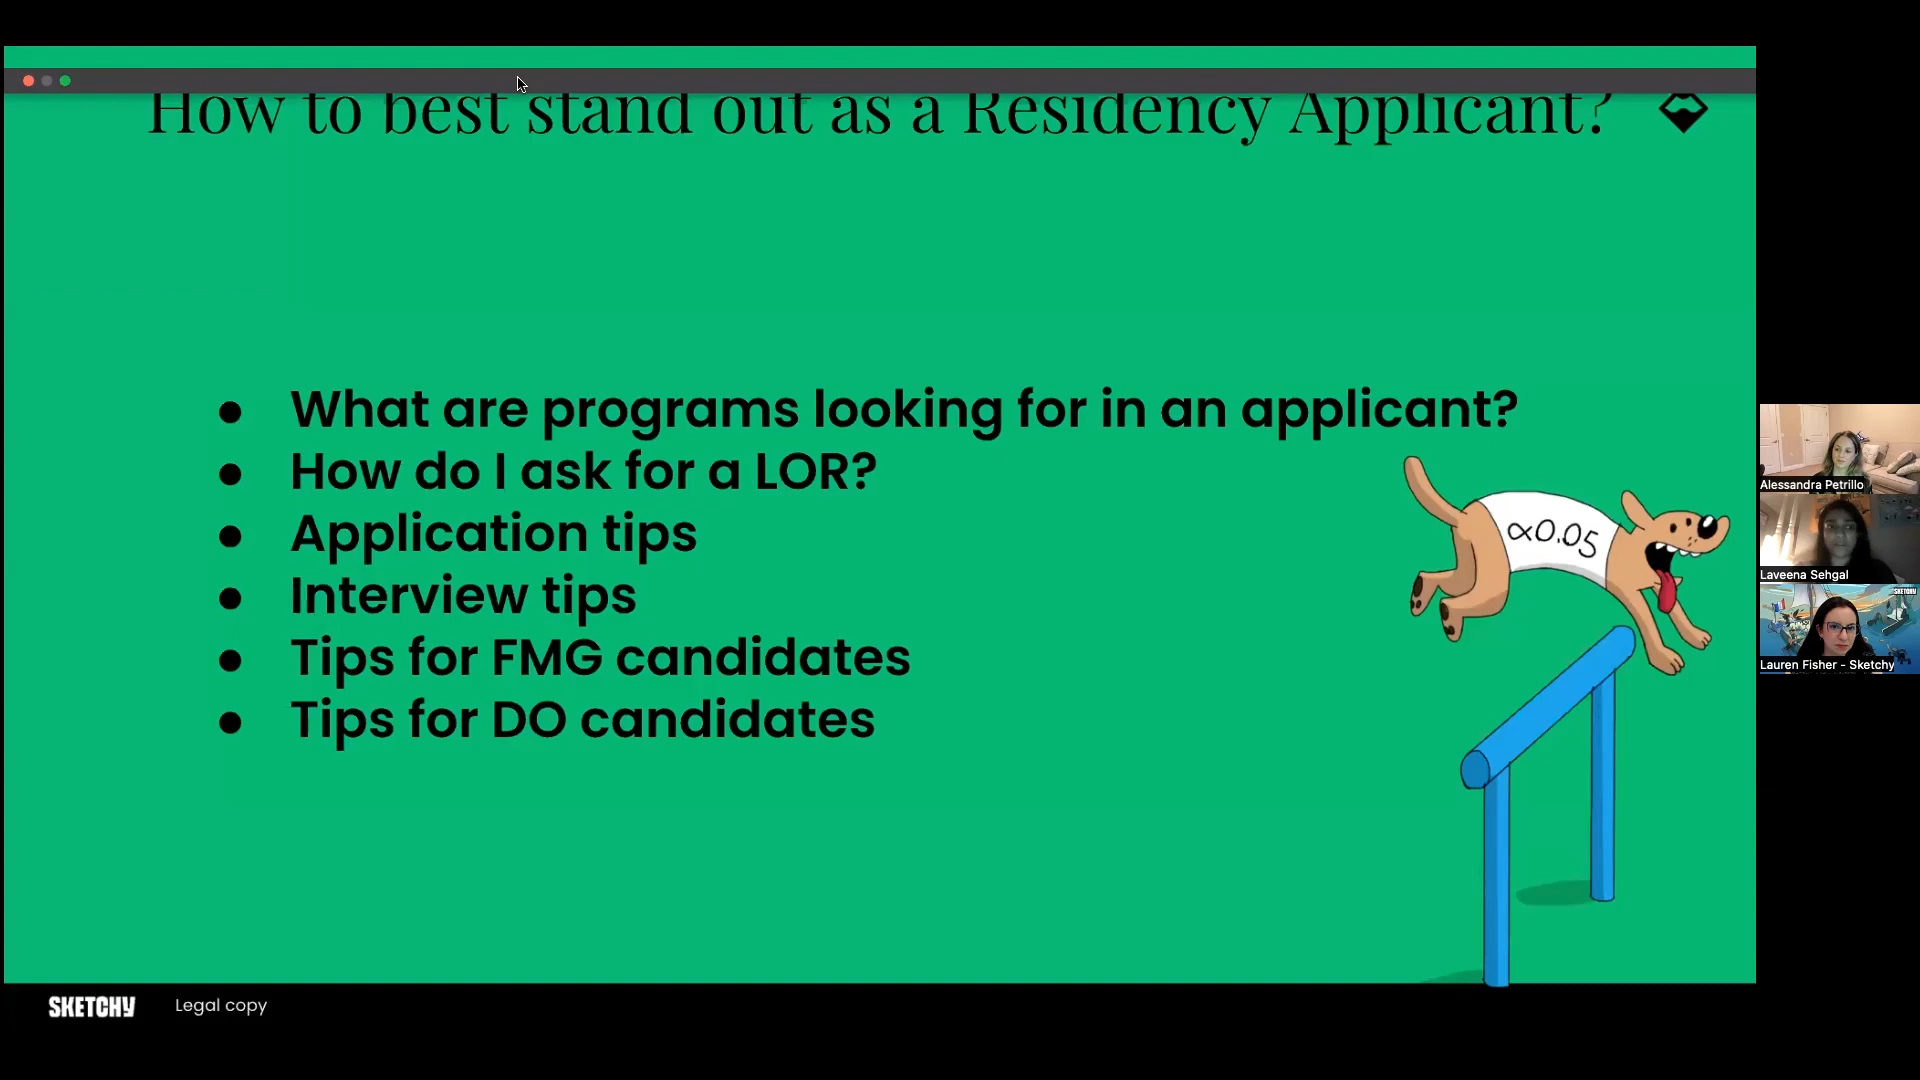 How to best stand out as a Residency Applicant?
● What are programs looking for in an applicant?
● How do I ask for a LOR?
● Application tips
● Interview tips
● Tips for FMG candidates
● Tips for DO candidates
∝0.05
Alessandra Petrillo
Laveena Sehgal
SKETCHY
Lauren Fisher - Sketchy
SKETCHY
Legal copy